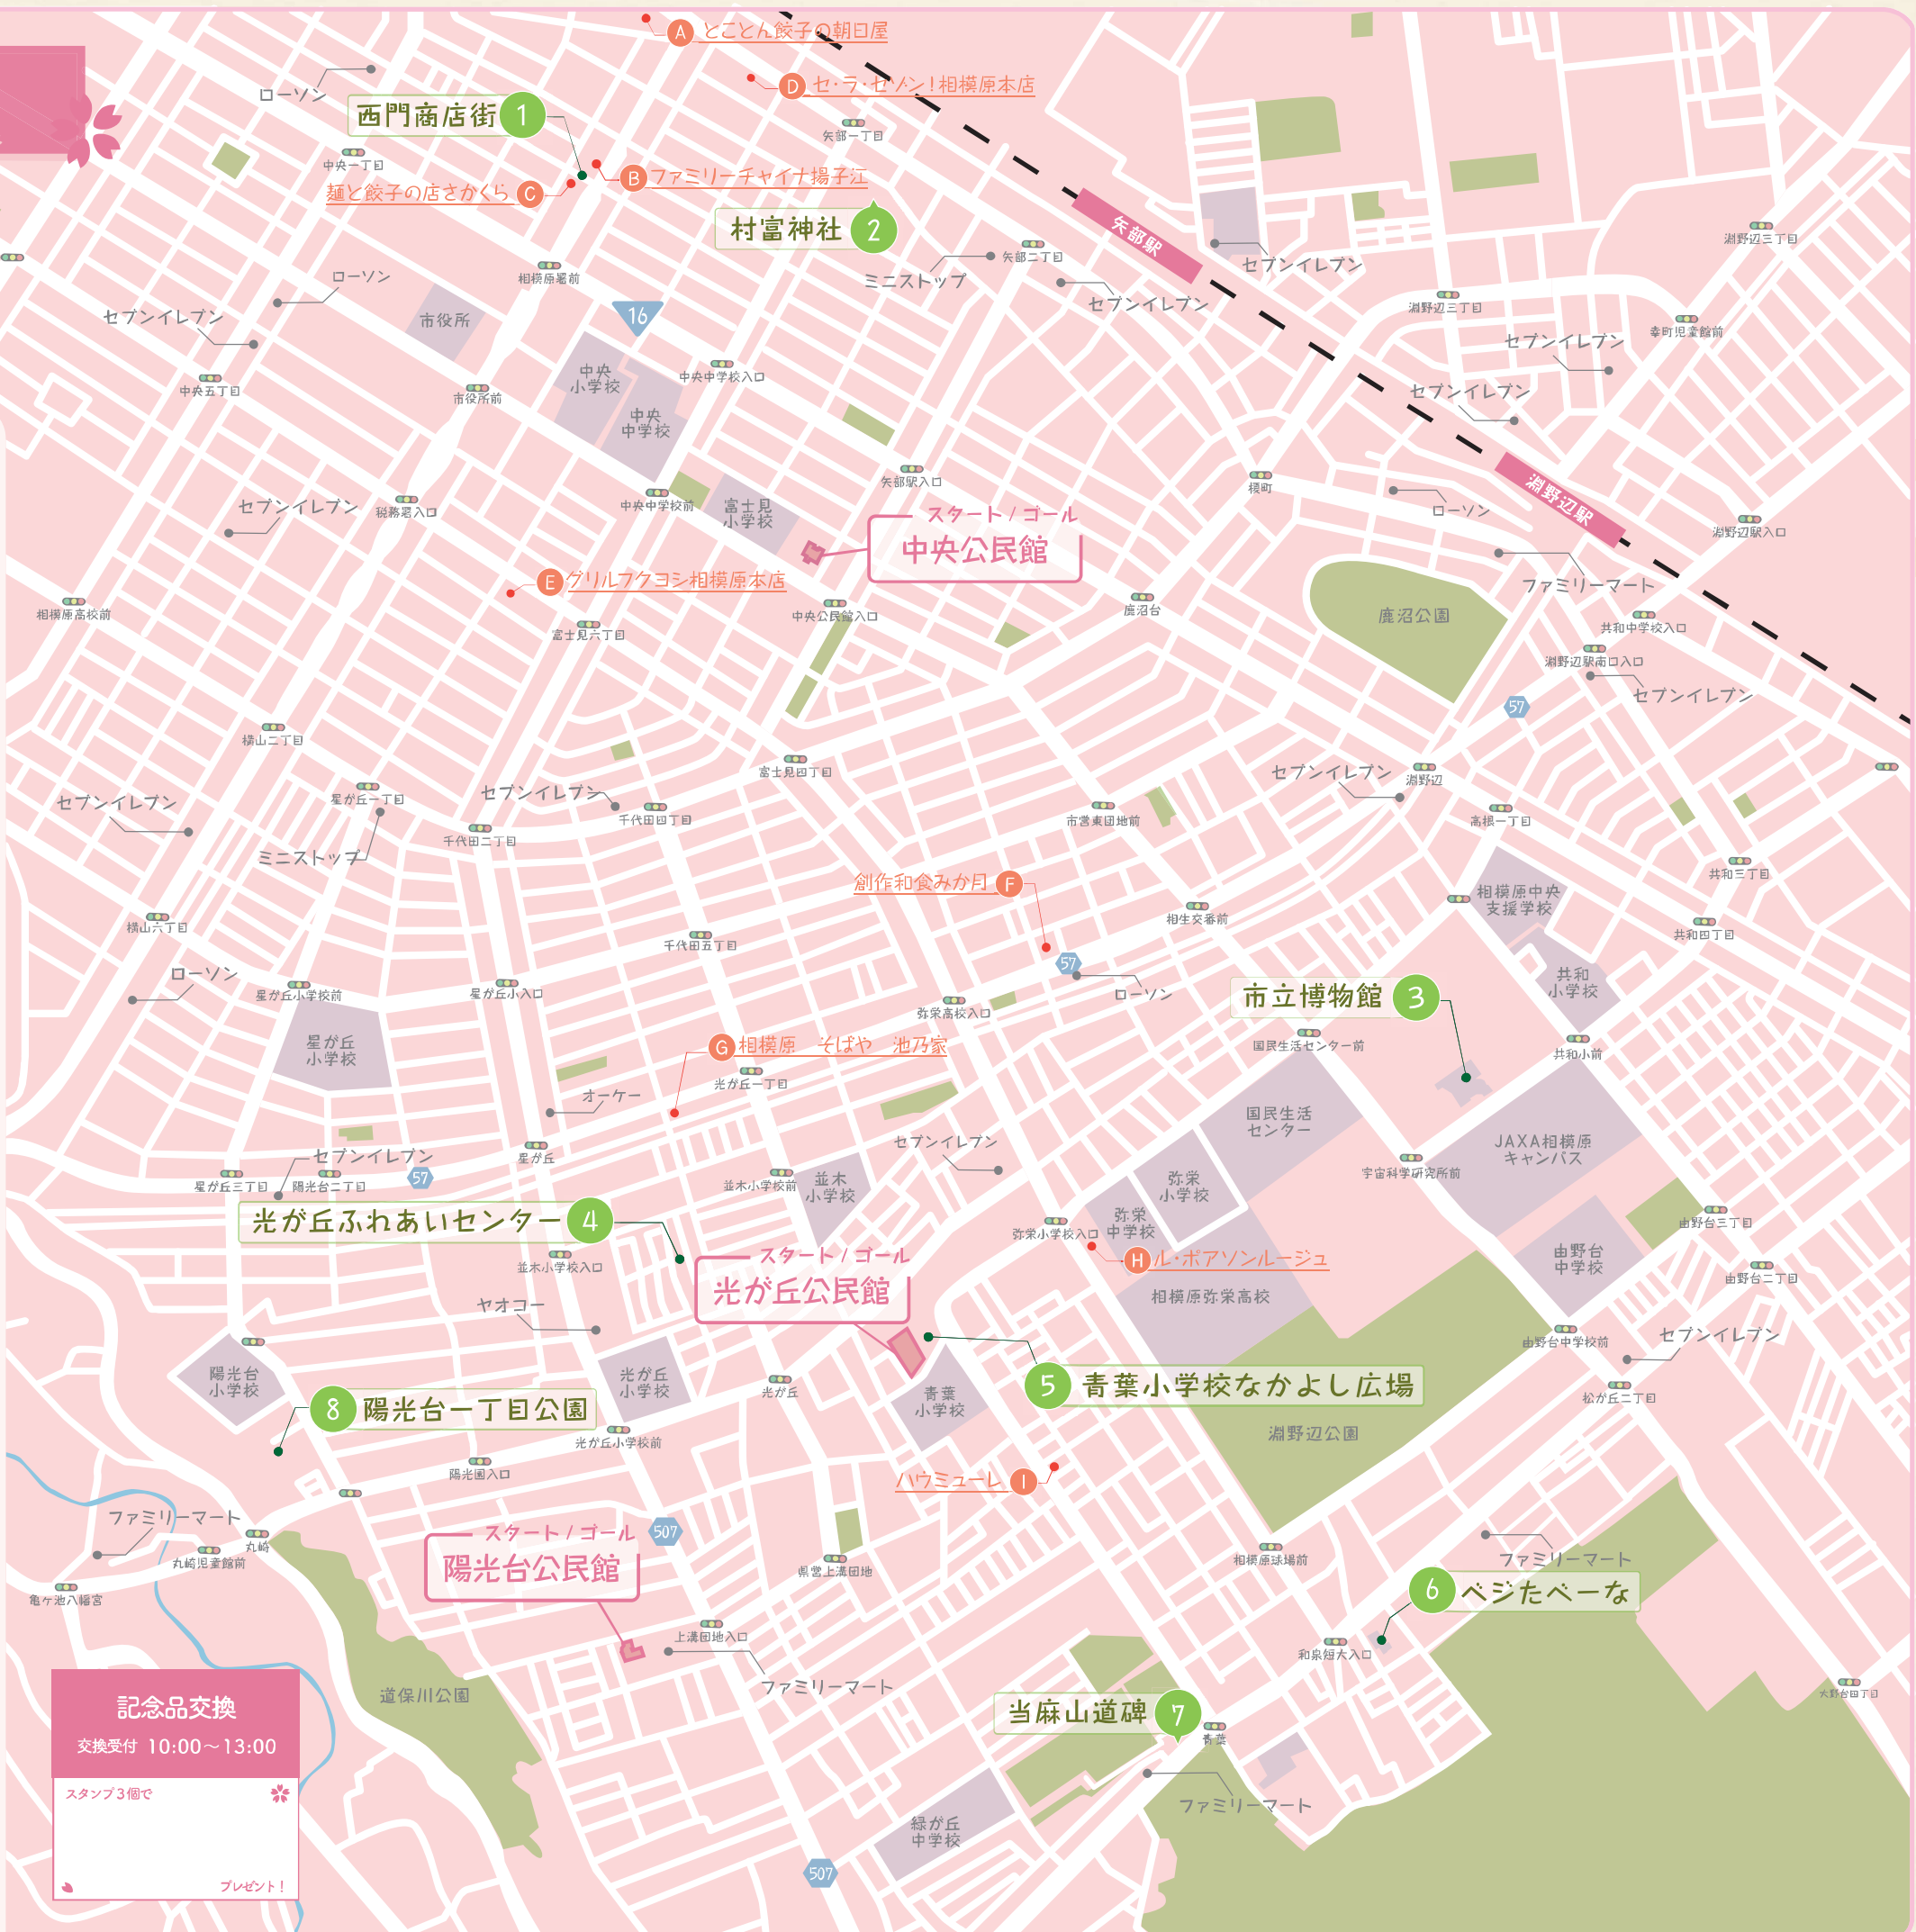 A とことん餃子の朝日屋
D セ・ラ・セゾン！相模原本店
ローソン
西門商店街 1
矢部一丁目
中央一丁目
B ファミリーチャイナ揚子江
麺と餃子の店さかくら C
村富神社 2
矢部駅
淵野辺三丁目
矢部二丁目
セブンイレブン
相模原署前
ローソン
ミニストップ
セブンイレブン
淵野辺三丁目
セブンイレブン
市役所
16
幸町児童館前
セブンイレブン
中央
小学校
中央中学校入口
中央五丁目
市役所前
セブンイレブン
中央
中学校
矢部駅入口
榎町
淵野辺駅
セブンイレブン
税務署入口
中央中学校前
富士見
小学校
ローソン
淵野辺駅入口
スタート / ゴール
中央公民館
E グリルフクヨシ相模原本店
ファミリーマート
相模原高校前
富士見六丁目
中央公民館入口
鹿沼台
鹿沼公園
共和中学校入口
淵野辺駅南口入口
セブンイレブン
57
横山二丁目
富士見四丁目
セブンイレブン
淵野辺
セブンイレブン
星が丘一丁目
セブンイレブン
千代田四丁目
市営東団地前
高根一丁目
千代田二丁目
ミニストップ
共和三丁目
創作和食みか月 F
相模原中央
支援学校
横山六丁目
相生交番前
共和四丁目
千代田五丁目
57
ローソン
ローソン
共和
小学校
星が丘小学校前
星が丘小入口
市立博物館 3
弥栄高校入口
星が丘
小学校
G 相模原　そばや　池乃家
国民生活センター前
共和小前
光が丘一丁目
オーケー
国民生活
センター
セブンイレブン
JAXA相模原
キャンパス
星が丘
セブンイレブン
57
星が丘三丁目
陽光台二丁目
並木小学校前
並木
小学校
弥栄
小学校
宇宙科学研究所前
光が丘ふれあいセンター 4
弥栄
中学校
弥栄小学校入口
由野台三丁目
並木小学校入口
スタート / ゴール
光が丘公民館
H ル・ボアソンルージュ
由野台
中学校
由野台二丁目
相模原弥栄高校
ヤオコー
由野台中学校前
セブンイレブン
陽光台
小学校
光が丘
小学校
光が丘
青葉
小学校
5 青葉小学校なかよし広場
松が丘二丁目
8 陽光台一丁目公園
光が丘小学校前
淵野辺公園
陽光園入口
ハウミューレ I
ファミリーマート
丸崎
丸崎児童館前
スタート / ゴール
陽光台公民館
507
県営上溝団地
相模原球場前
ファミリーマート
亀ケ池八幡宮
6 ベジたべーな
上溝団地入口
和泉短大入口
ファミリーマート
道保川公園
大野台四丁目
当麻山道碑 7
青葉
ファミリーマート
緑が丘
中学校
507
記念品交換
交換受付 10:00～13:00
スタンプ３個で
プレゼント！